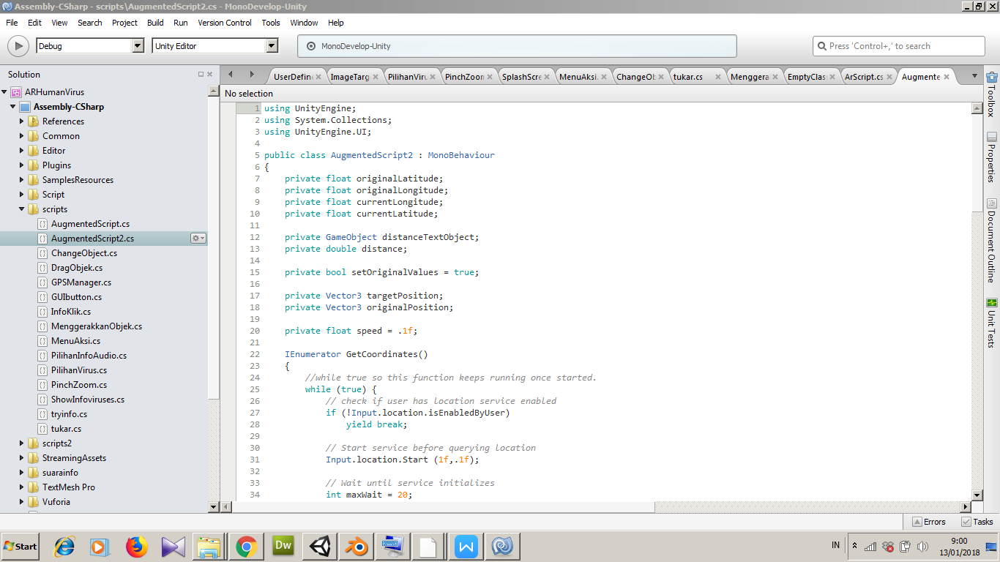 Assembly-CSharp - scripts\AugmentedScript2.cs - MonoDevelop-Unity
File Edit View Search Project Build Run Version Control Tools Window Help
Debug Unity Editor MonoDevelop-Unity Press 'Control+,' to search
Solution
UserDefine ImageTarg PilihanViru PinchZoom SplashScre MenuAksi. ChangeOb tukar.cs Menggera EmptyClas ArScript.cs Augmente
No selection
ARHumanVirus
Assembly-CSharp
References
Common
Editor
Plugins
SamplesResources
Script
scripts
AugmentedScript.cs
AugmentedScript2.cs
ChangeObject.cs
DragObjek.cs
GPSManager.cs
GUIbutton.cs
InfoKlik.cs
MenggerakkanObjek.cs
MenuAksi.cs
PilihanInfoAudio.cs
PilihanVirus.cs
PinchZoom.cs
ShowInfoviruses.cs
tryinfo.cs
tukar.cs
scripts2
StreamingAssets
suarainfo
TextMesh Pro
Vuforia
1 using UnityEngine;
2 using System.Collections;
3 using UnityEngine.UI;
4
5 public class AugmentedScript2 : MonoBehaviour
6 {
7 private float originalLatitude;
8 private float originalLongitude;
9 private float currentLongitude;
10 private float currentLatitude;
11
12 private GameObject distanceTextObject;
13 private double distance;
14
15 private bool setOriginalValues = true;
16
17 private Vector3 targetPosition;
18 private Vector3 originalPosition;
19
20 private float speed = .1f;
21
22 IEnumerator GetCoordinates()
23 {
24 //while true so this function keeps running once started.
25 while (true) {
26 // check if user has location service enabled
27 if (!Input.location.isEnabledByUser)
28 yield break;
29
30 // Start service before querying location
31 Input.location.Start (1f,.1f);
32
33 // Wait until service initializes
34 int maxWait = 20;
Toolbox
Properties
Document Outline
Unit Tests
Errors Tasks
Start
Dw
W
IN
9:00
13/01/2018